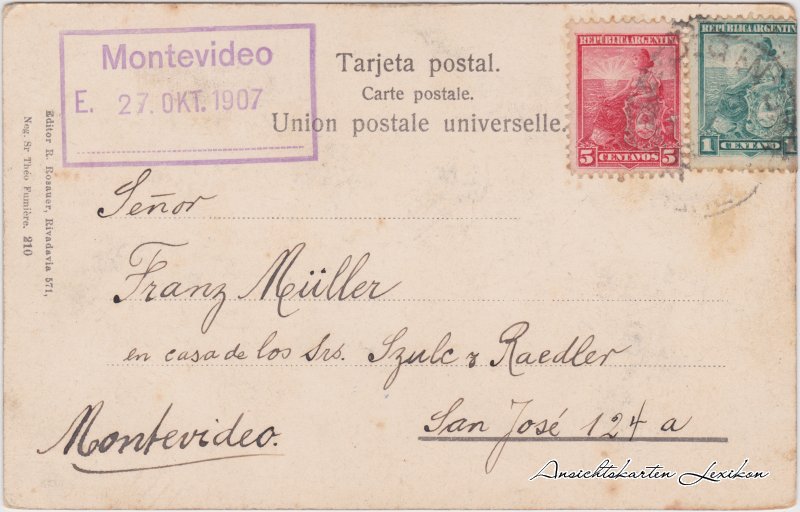 Montevideo
E. 27. OKT. 1907
Tarjeta postal.
Carte postale.
Union postale universelle.
REPÚBLICA ARGENTINA
5 5
CENTAVOS
REPÚBLICA ARGENTINA
1
CENTAVO
Editor R. Rosauer, Rivadavia 571,
Neg. Sr Théo Fumière. 210
Señor
Franz Müller
en casa de los Srs. Szulc & Raedler
Montevideo.
San José 124 a
Ansichtskarten Lexikon